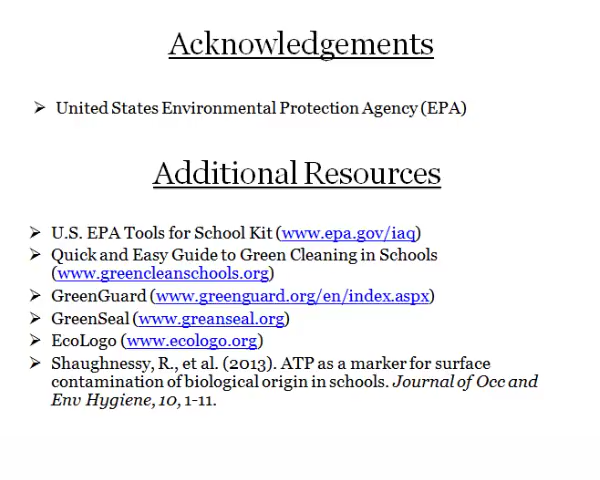 Acknowledgements
➢ United States Environmental Protection Agency (EPA)
Additional Resources
➢ U.S. EPA Tools for School Kit (www.epa.gov/iaq)
➢ Quick and Easy Guide to Green Cleaning in Schools
(www.greencleanschools.org)
➢ GreenGuard (www.greenguard.org/en/index.aspx)
➢ GreenSeal (www.greanseal.org)
➢ EcoLogo (www.ecologo.org)
➢ Shaughnessy, R., et al. (2013). ATP as a marker for surface
contamination of biological origin in schools. Journal of Occ and
Env Hygiene, 10, 1-11.